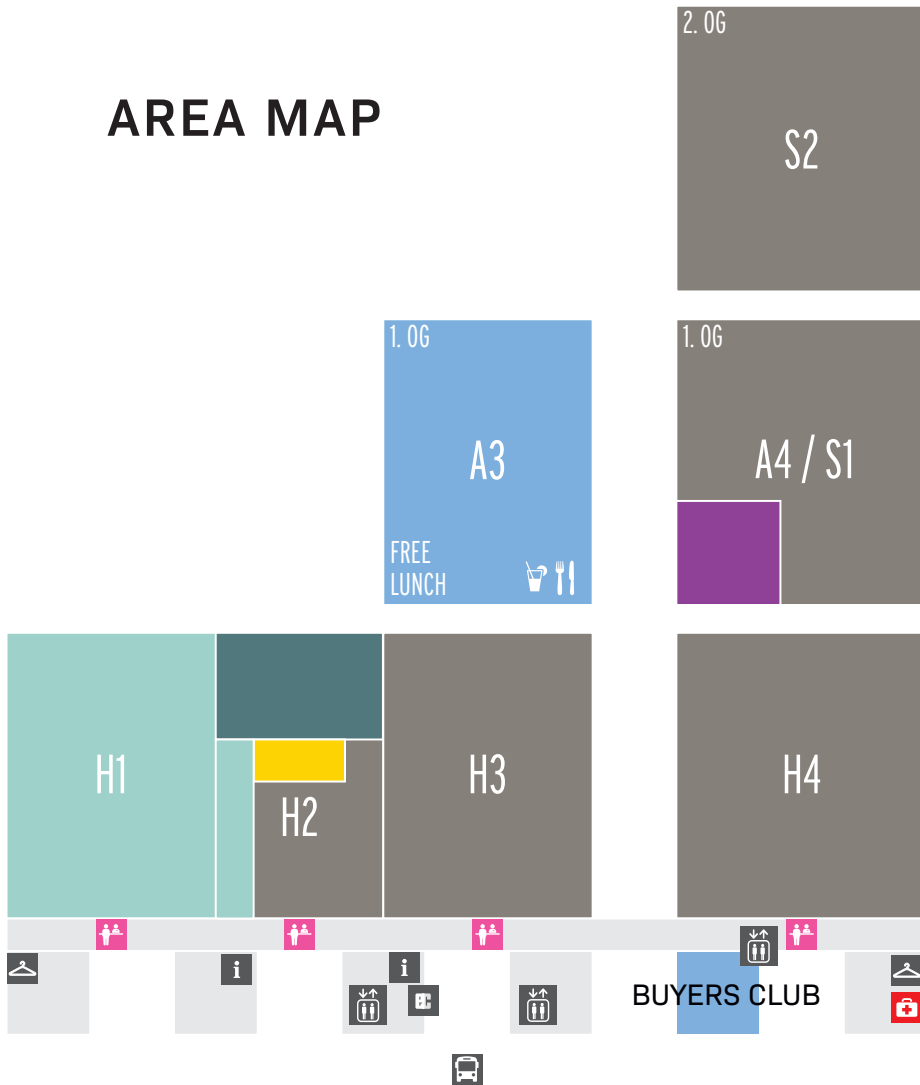 2. OG
AREA MAP
S2
1. OG
1. OG
A3
A4 / S1
FREE
LUNCH
H1
H2
H3
H4
i
i
BUYERS CLUB